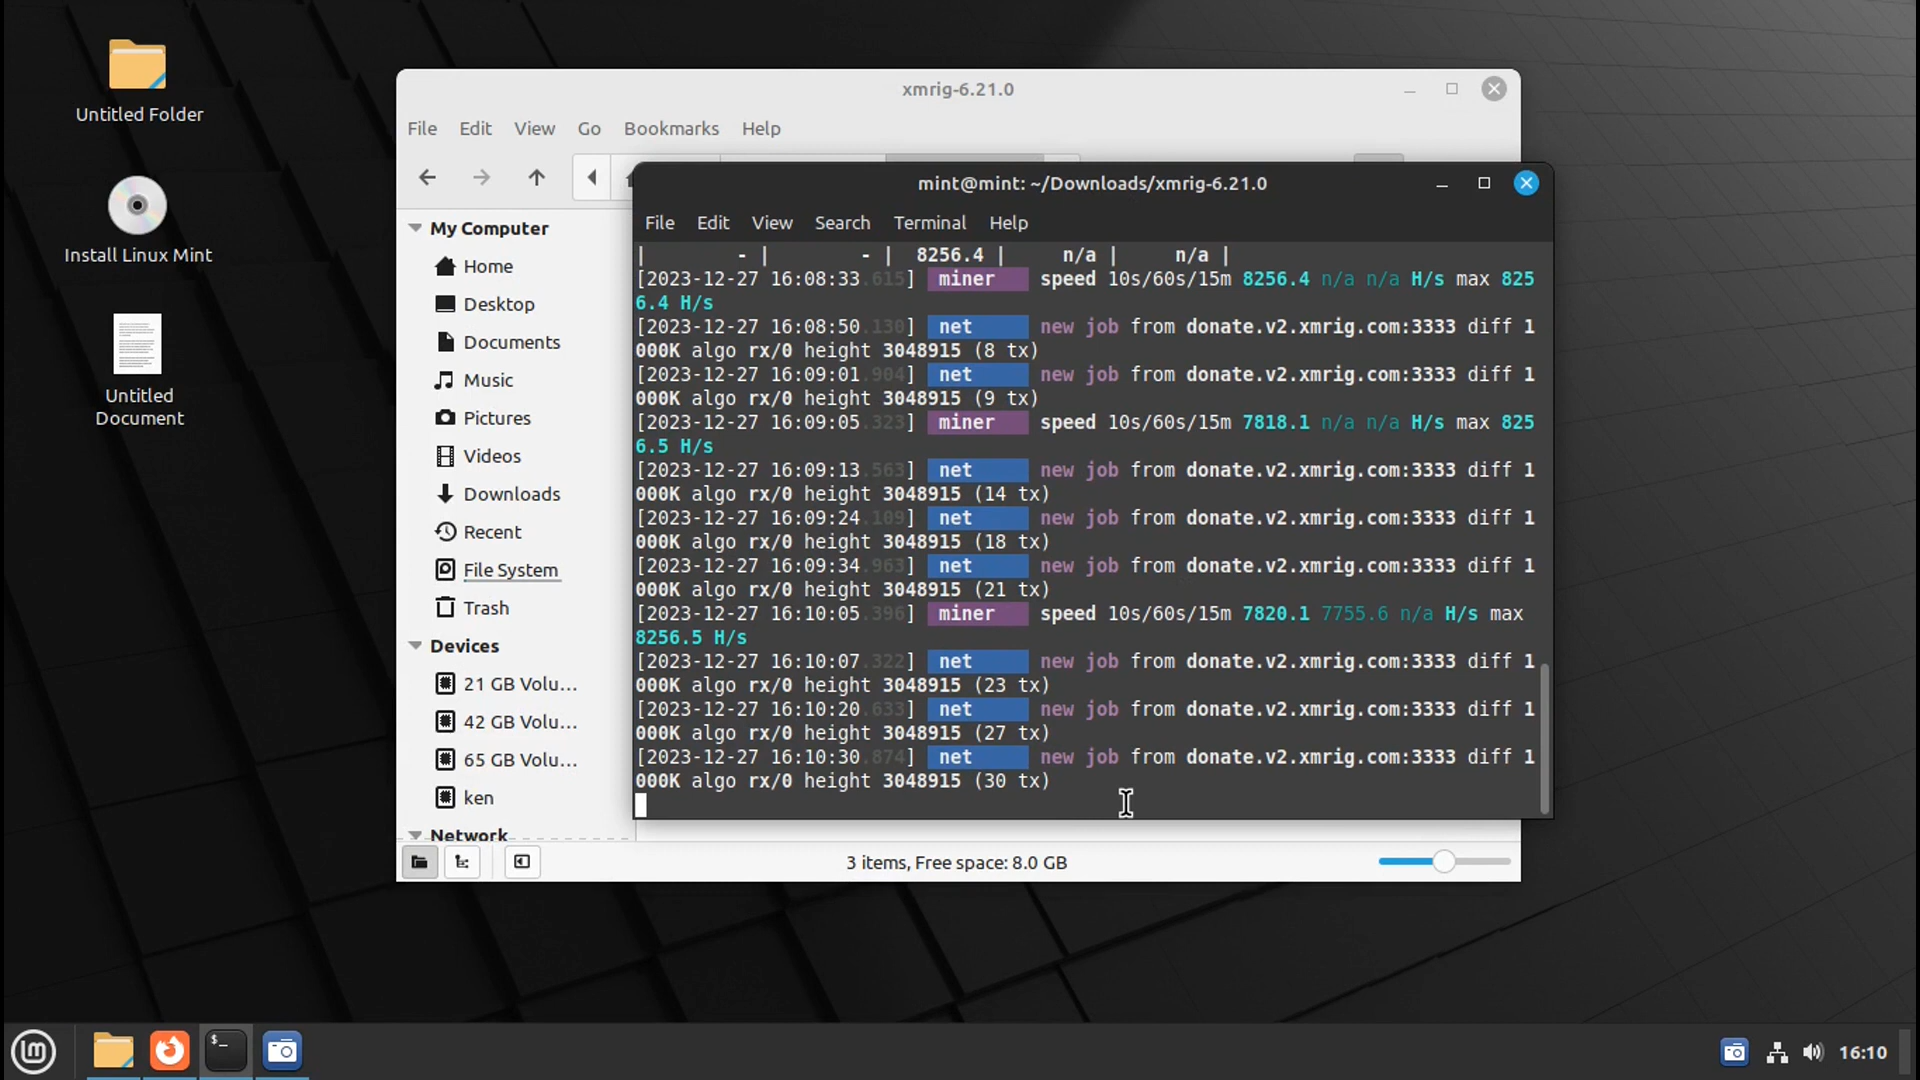 Untitled Folder
Install Linux Mint
Untitled
Document
xmrig-6.21.0
File Edit View Go Bookmarks Help
My Computer
Home
Desktop
Documents
Music
Pictures
Videos
Downloads
Recent
File System
Trash
Devices
21 GB Volu...
42 GB Volu...
65 GB Volu...
ken
Network
3 items, Free space: 8.0 GB
mint@mint: ~/Downloads/xmrig-6.21.0
File Edit View Search Terminal Help
| - | - | 8256.4 | n/a | n/a |
[2023-12-27 16:08:33.615] miner speed 10s/60s/15m 8256.4 n/a n/a H/s max 825
6.4 H/s
[2023-12-27 16:08:50.130] net new job from donate.v2.xmrig.com:3333 diff 1
000K algo rx/0 height 3048915 (8 tx)
[2023-12-27 16:09:01.904] net new job from donate.v2.xmrig.com:3333 diff 1
000K algo rx/0 height 3048915 (9 tx)
[2023-12-27 16:09:05.323] miner speed 10s/60s/15m 7818.1 n/a n/a H/s max 825
6.5 H/s
[2023-12-27 16:09:13.563] net new job from donate.v2.xmrig.com:3333 diff 1
000K algo rx/0 height 3048915 (14 tx)
[2023-12-27 16:09:24.109] net new job from donate.v2.xmrig.com:3333 diff 1
000K algo rx/0 height 3048915 (18 tx)
[2023-12-27 16:09:34.963] net new job from donate.v2.xmrig.com:3333 diff 1
000K algo rx/0 height 3048915 (21 tx)
[2023-12-27 16:10:05.396] miner speed 10s/60s/15m 7820.1 7755.6 n/a H/s max
8256.5 H/s
[2023-12-27 16:10:07.322] net new job from donate.v2.xmrig.com:3333 diff 1
000K algo rx/0 height 3048915 (23 tx)
[2023-12-27 16:10:20.633] net new job from donate.v2.xmrig.com:3333 diff 1
000K algo rx/0 height 3048915 (27 tx)
[2023-12-27 16:10:30.874] net new job from donate.v2.xmrig.com:3333 diff 1
000K algo rx/0 height 3048915 (30 tx)
$_
16:10